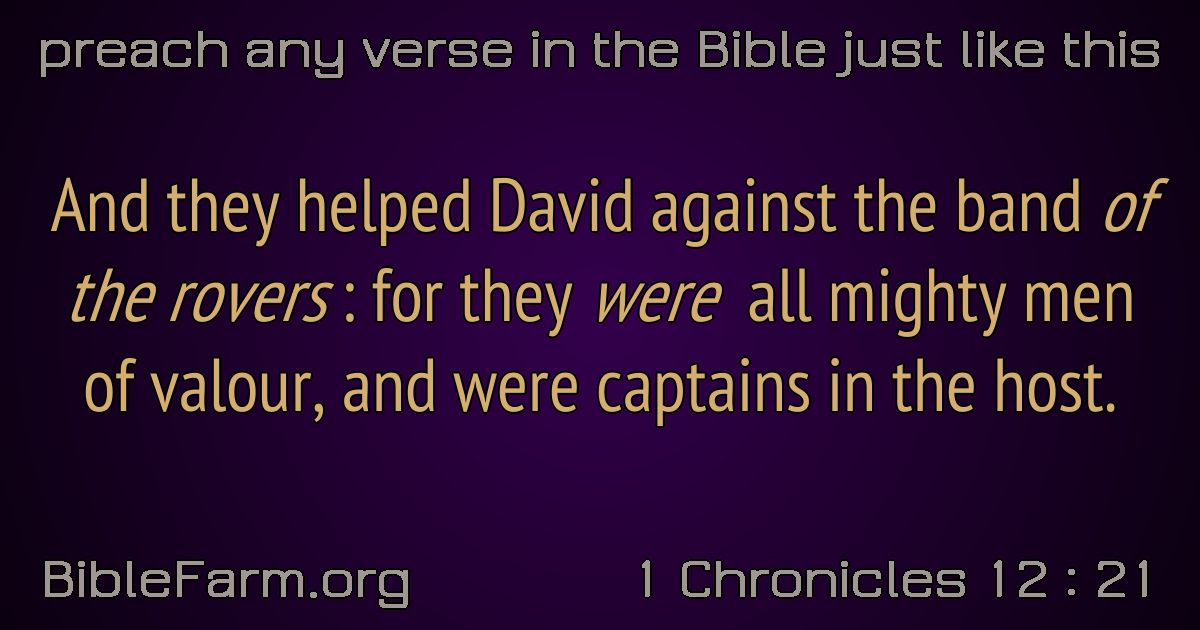 preach any verse in the Bible just like this
And they helped David against the band of
the rovers : for they were all mighty men
of valour, and were captains in the host.
BibleFarm.org 1 Chronicles 12 : 21